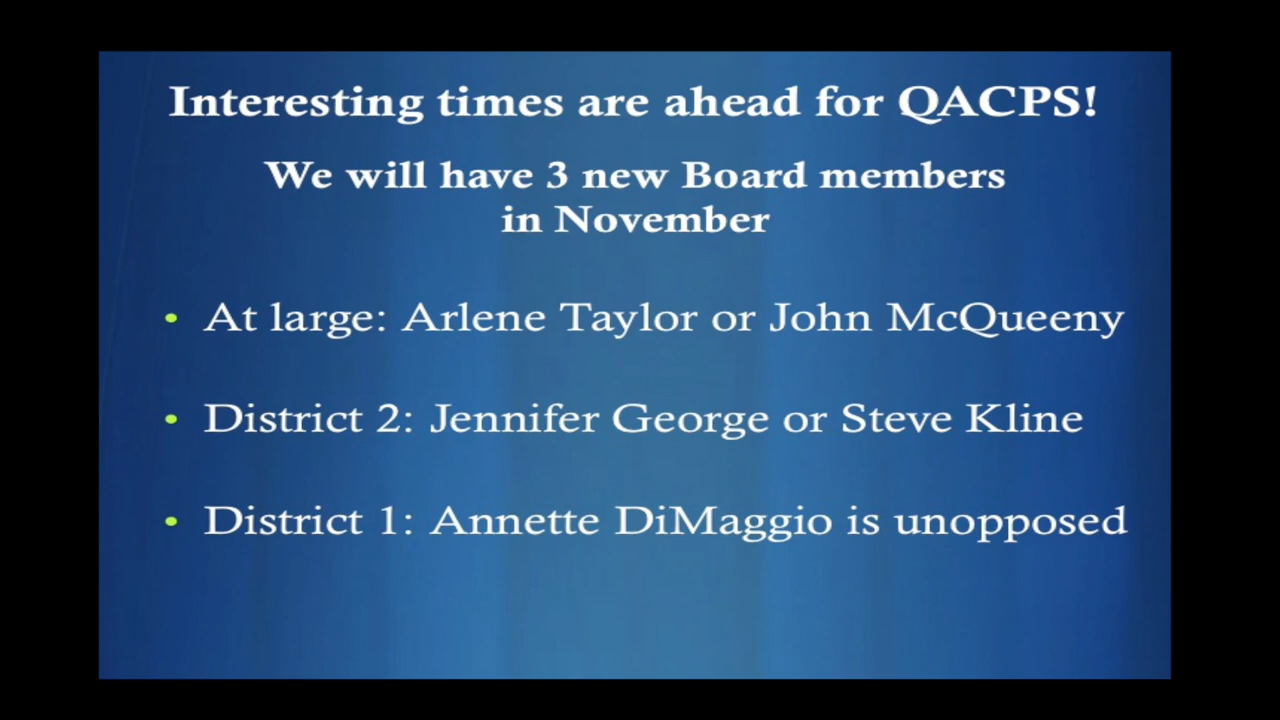 Interesting times are ahead for QACPS!
We will have 3 new Board members
in November
• At large: Arlene Taylor or John McQueeny
• District 2: Jennifer George or Steve Kline
• District 1: Annette DiMaggio is unopposed